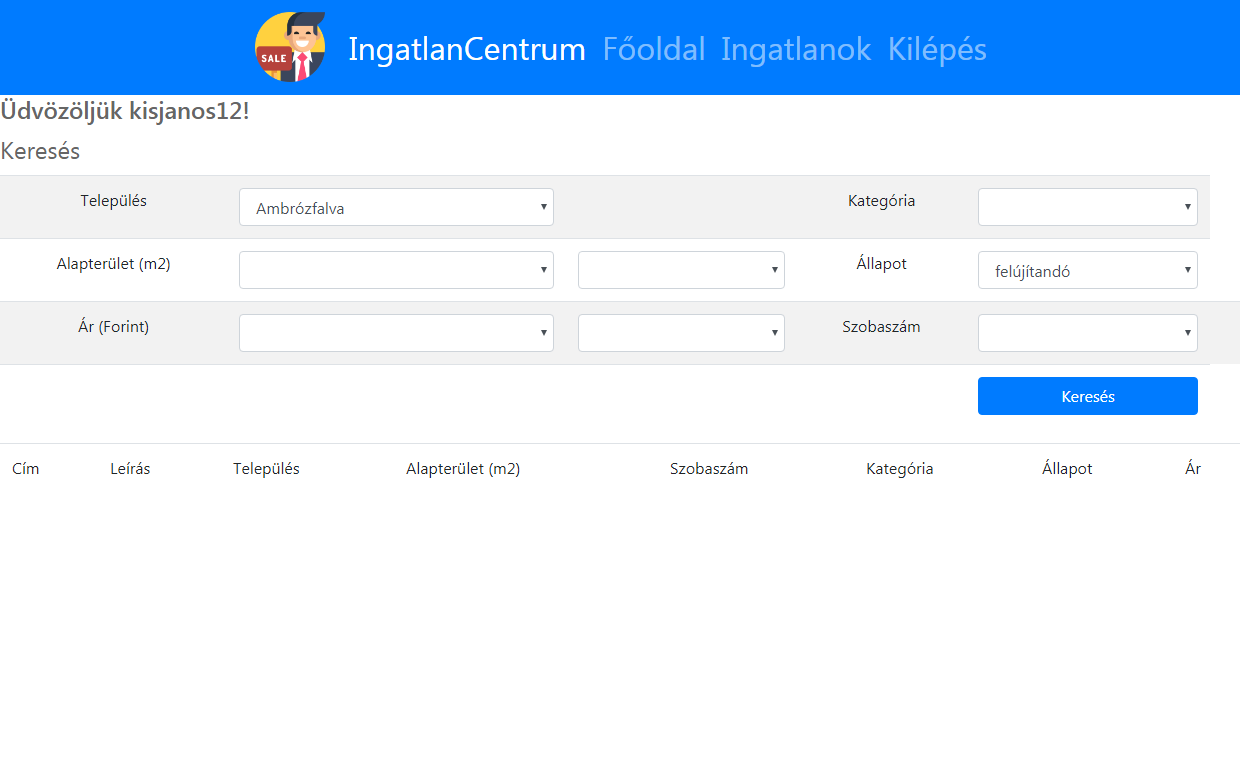 SALE
IngatlanCentrum Főoldal Ingatlanok Kilépés
Üdvözöljük kisjanos12!
Keresés
Település Ambrózfalva Kategória
Alapterület (m2) Állapot felújítandó
Ár (Forint) Szobaszám
Keresés
Cím Leírás Település Alapterület (m2) Szobaszám Kategória Állapot Ár